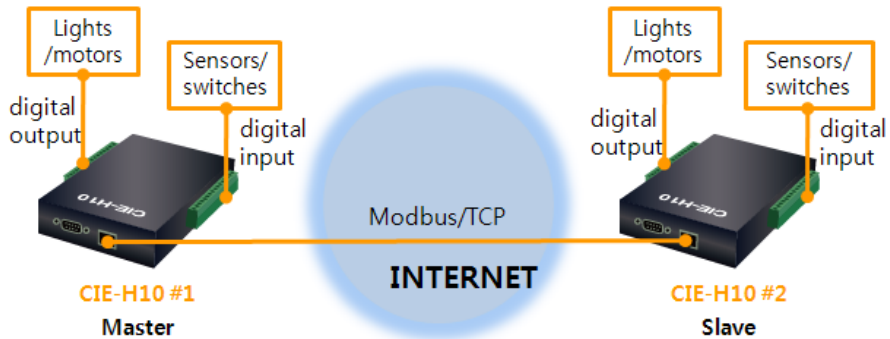 Lights
/motors
Sensors/
switches
digital
output
digital
input
CIE-H10
CIE-H10 #1
Master
Modbus/TCP
INTERNET
Lights
/motors
Sensors/
switches
digital
output
digital
input
CIE-H10
CIE-H10 #2
Slave